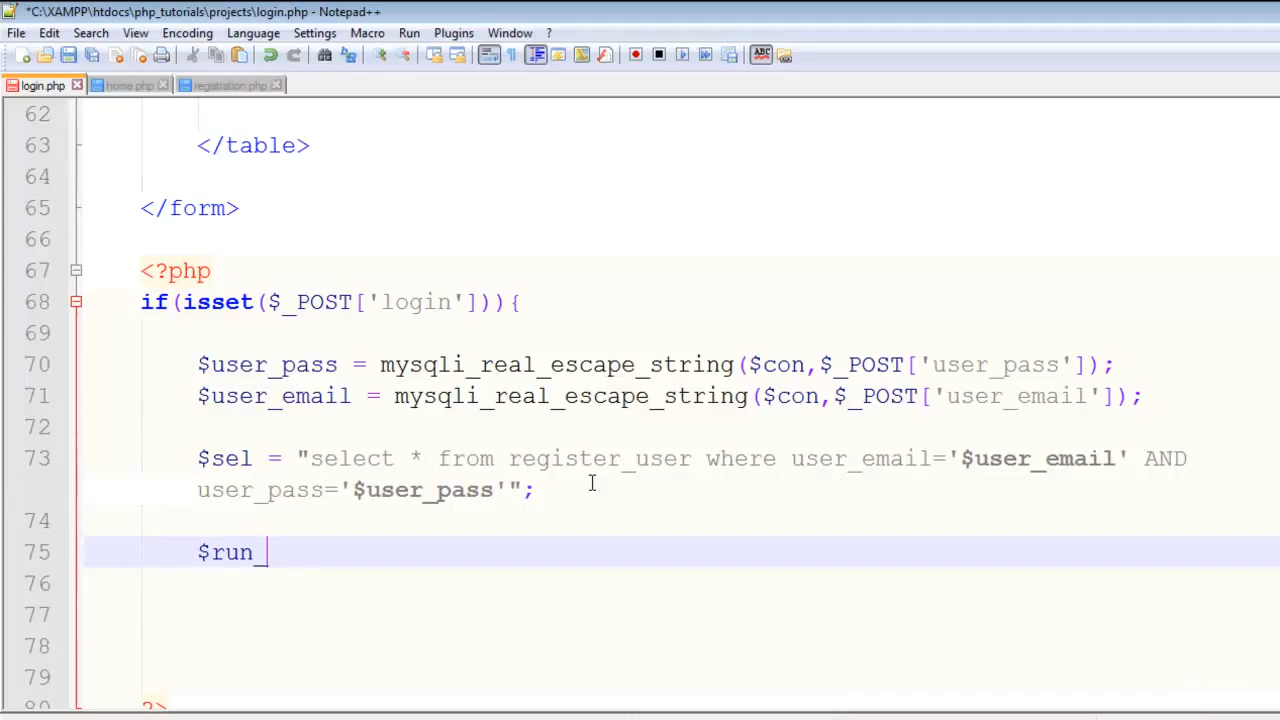 *C:\XAMPP\htdocs\php_tutorials\projects\login.php - Notepad++
File Edit Search View Encoding Language Settings Macro Run Plugins Window ?
login.php home.php registration.php
62
63 </table>
64
65 </form>
66
67 <?php
68 if(isset($_POST['login'])){
69
70 $user_pass = mysqli_real_escape_string($con,$_POST['user_pass']);
71 $user_email = mysqli_real_escape_string($con,$_POST['user_email']);
72
73 $sel = "select * from register_user where user_email='$user_email' AND
user_pass='$user_pass'";
74
75 $run_
76
77
78
79
80 ?>